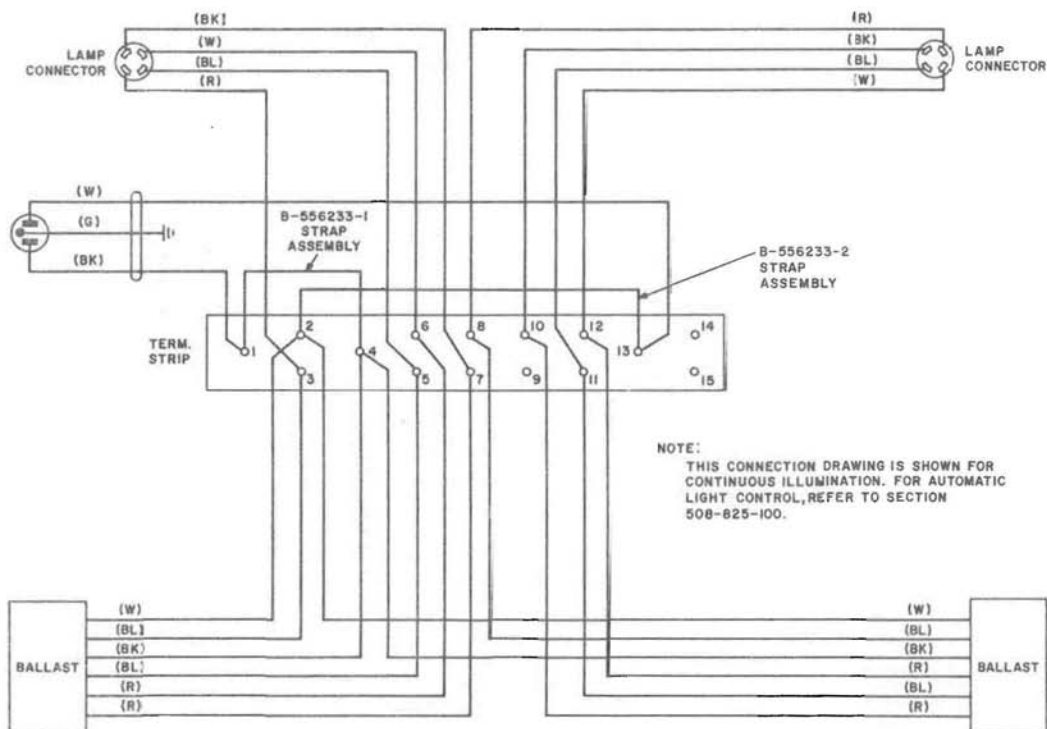 (BK)
(W)
(BL)
(R)
LAMP
CONNECTOR
(R)
(BK)
(BL)
(W)
LAMP
CONNECTOR
(W)
(G)
(BK)
B-556233-1
STRAP
ASSEMBLY
B-556233-2
STRAP
ASSEMBLY
TERM.
STRIP
1
2
3
4
5
6
7
8
9
10
11
12
13
14
15
NOTE:
THIS CONNECTION DRAWING IS SHOWN FOR
CONTINUOUS ILLUMINATION. FOR AUTOMATIC
LIGHT CONTROL, REFER TO SECTION
508-825-100.
BALLAST
(W)
(BL)
(BK)
(BL)
(R)
(R)
(W)
(BL)
(BK)
(R)
(BL)
(R)
BALLAST